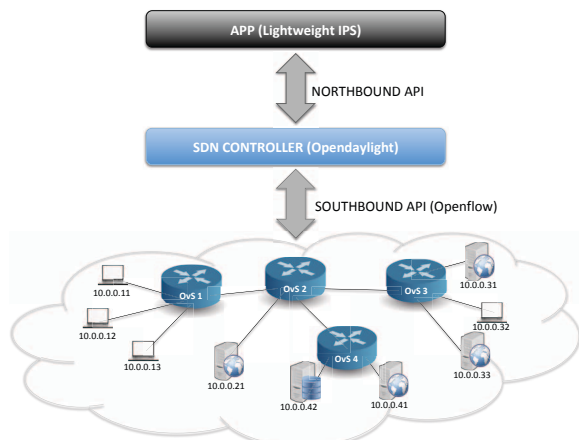 APP (Lightweight IPS)
NORTHBOUND API
SDN CONTROLLER (Opendaylight)
SOUTHBOUND API (Openflow)
10.0.0.11
OvS 1
OvS 2
OvS 3
10.0.0.31
10.0.0.12
10.0.0.32
10.0.0.13
10.0.0.21
OvS 4
10.0.0.33
10.0.0.42
10.0.0.41